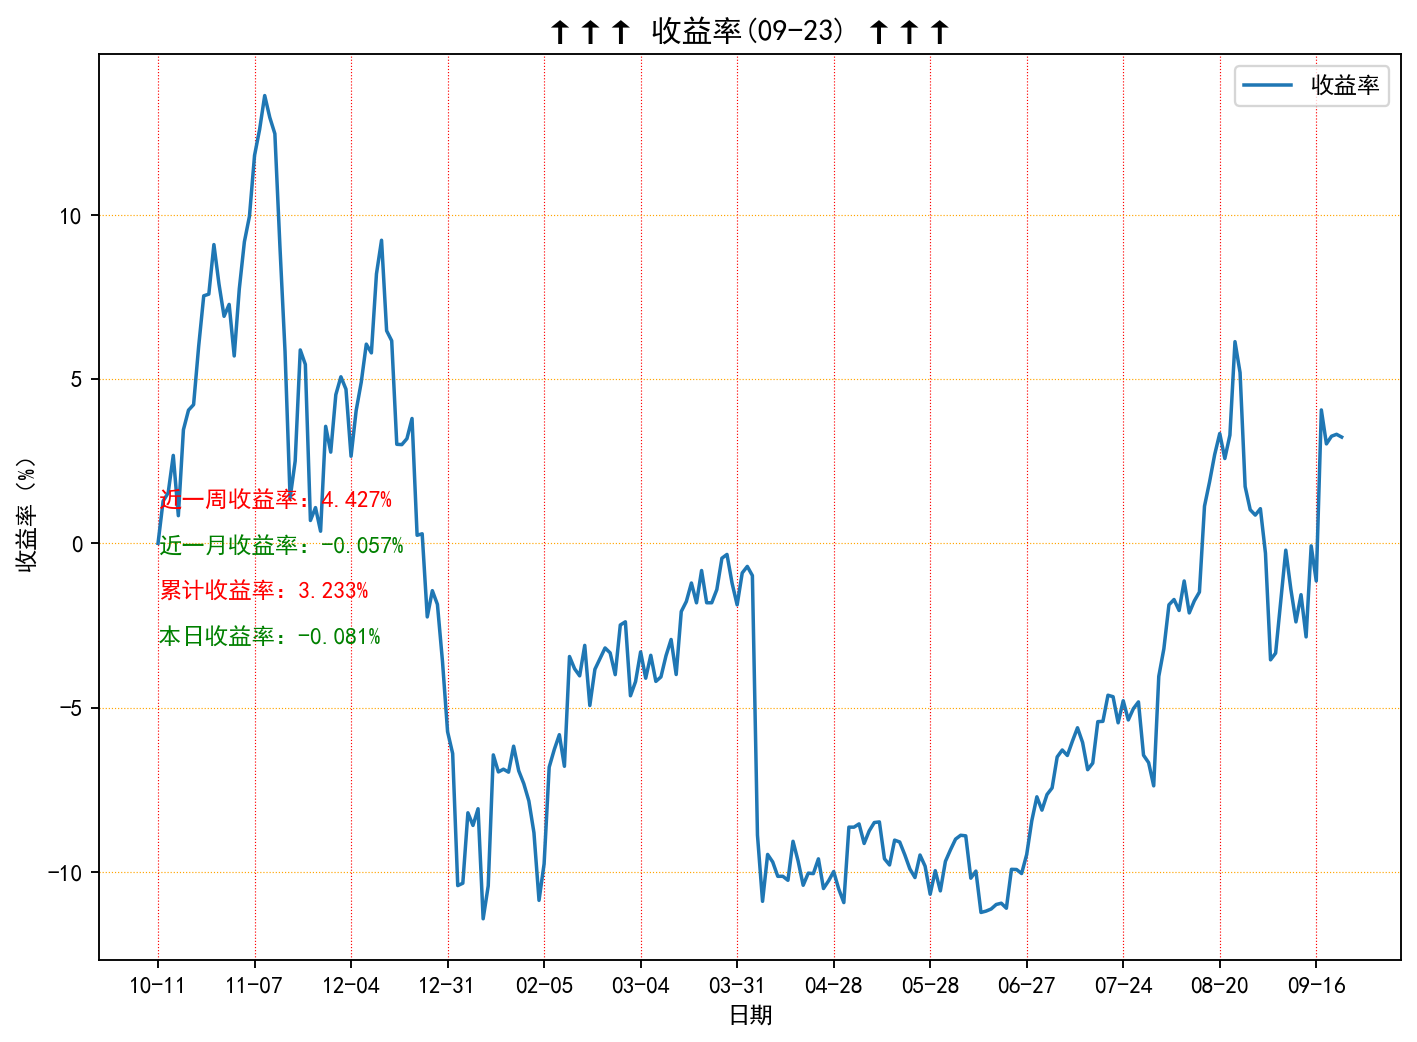 ↑↑↑ 收益率(09-23) ↑↑↑
收益率
10
5
0
-5
-10
收益率 (%)
近一周收益率: 4.427%
近一月收益率: -0.057%
累计收益率: 3.233%
本日收益率: -0.081%
10-11 11-07 12-04 12-31 02-05 03-04 03-31 04-28 05-28 06-27 07-24 08-20 09-16
日期